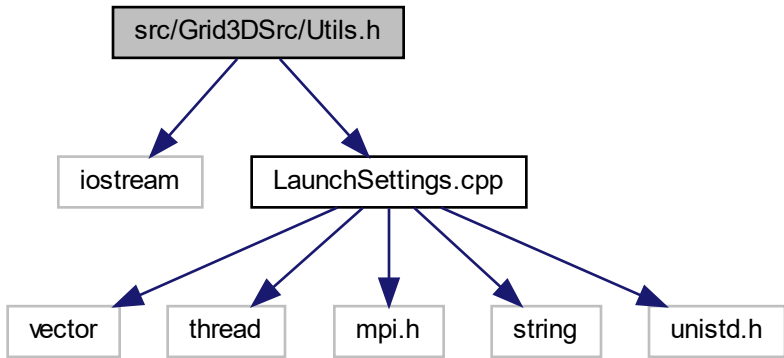 src/Grid3DSrc/Utils.h
iostream
LaunchSettings.cpp
vector
thread
mpi.h
string
unistd.h